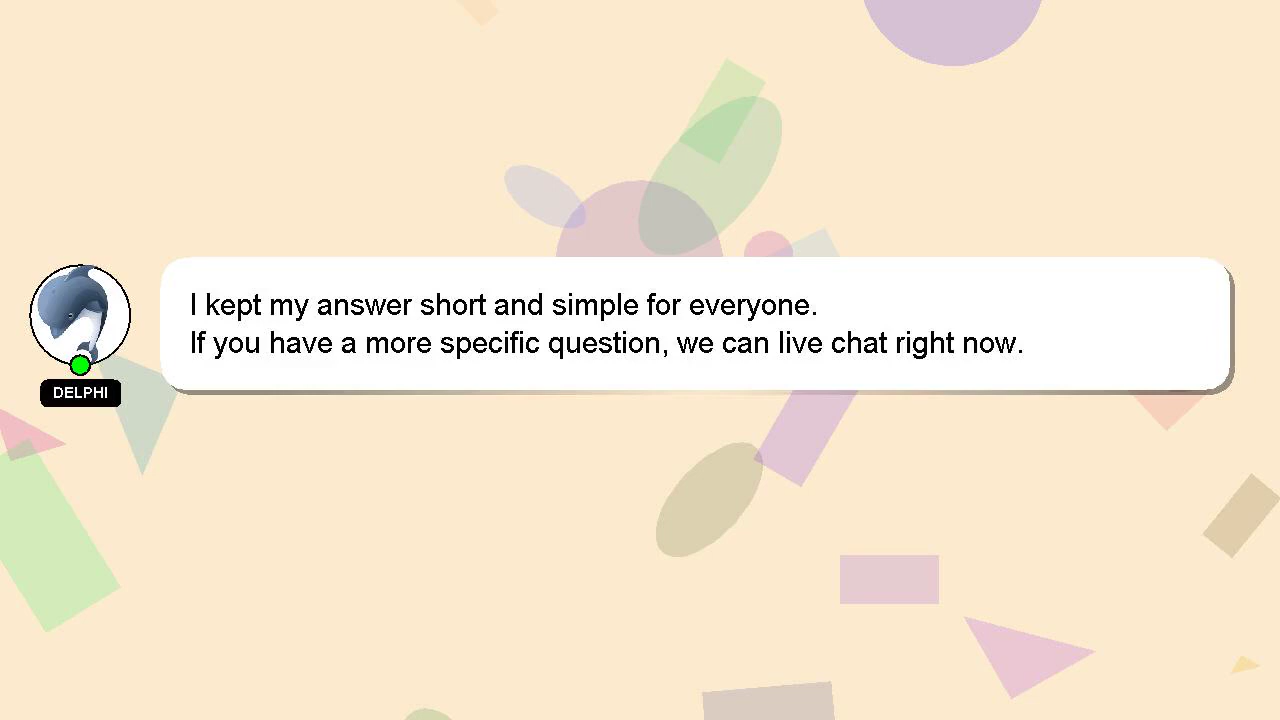 I kept my answer short and simple for everyone.
If you have a more specific question, we can live chat right now.
DELPHI